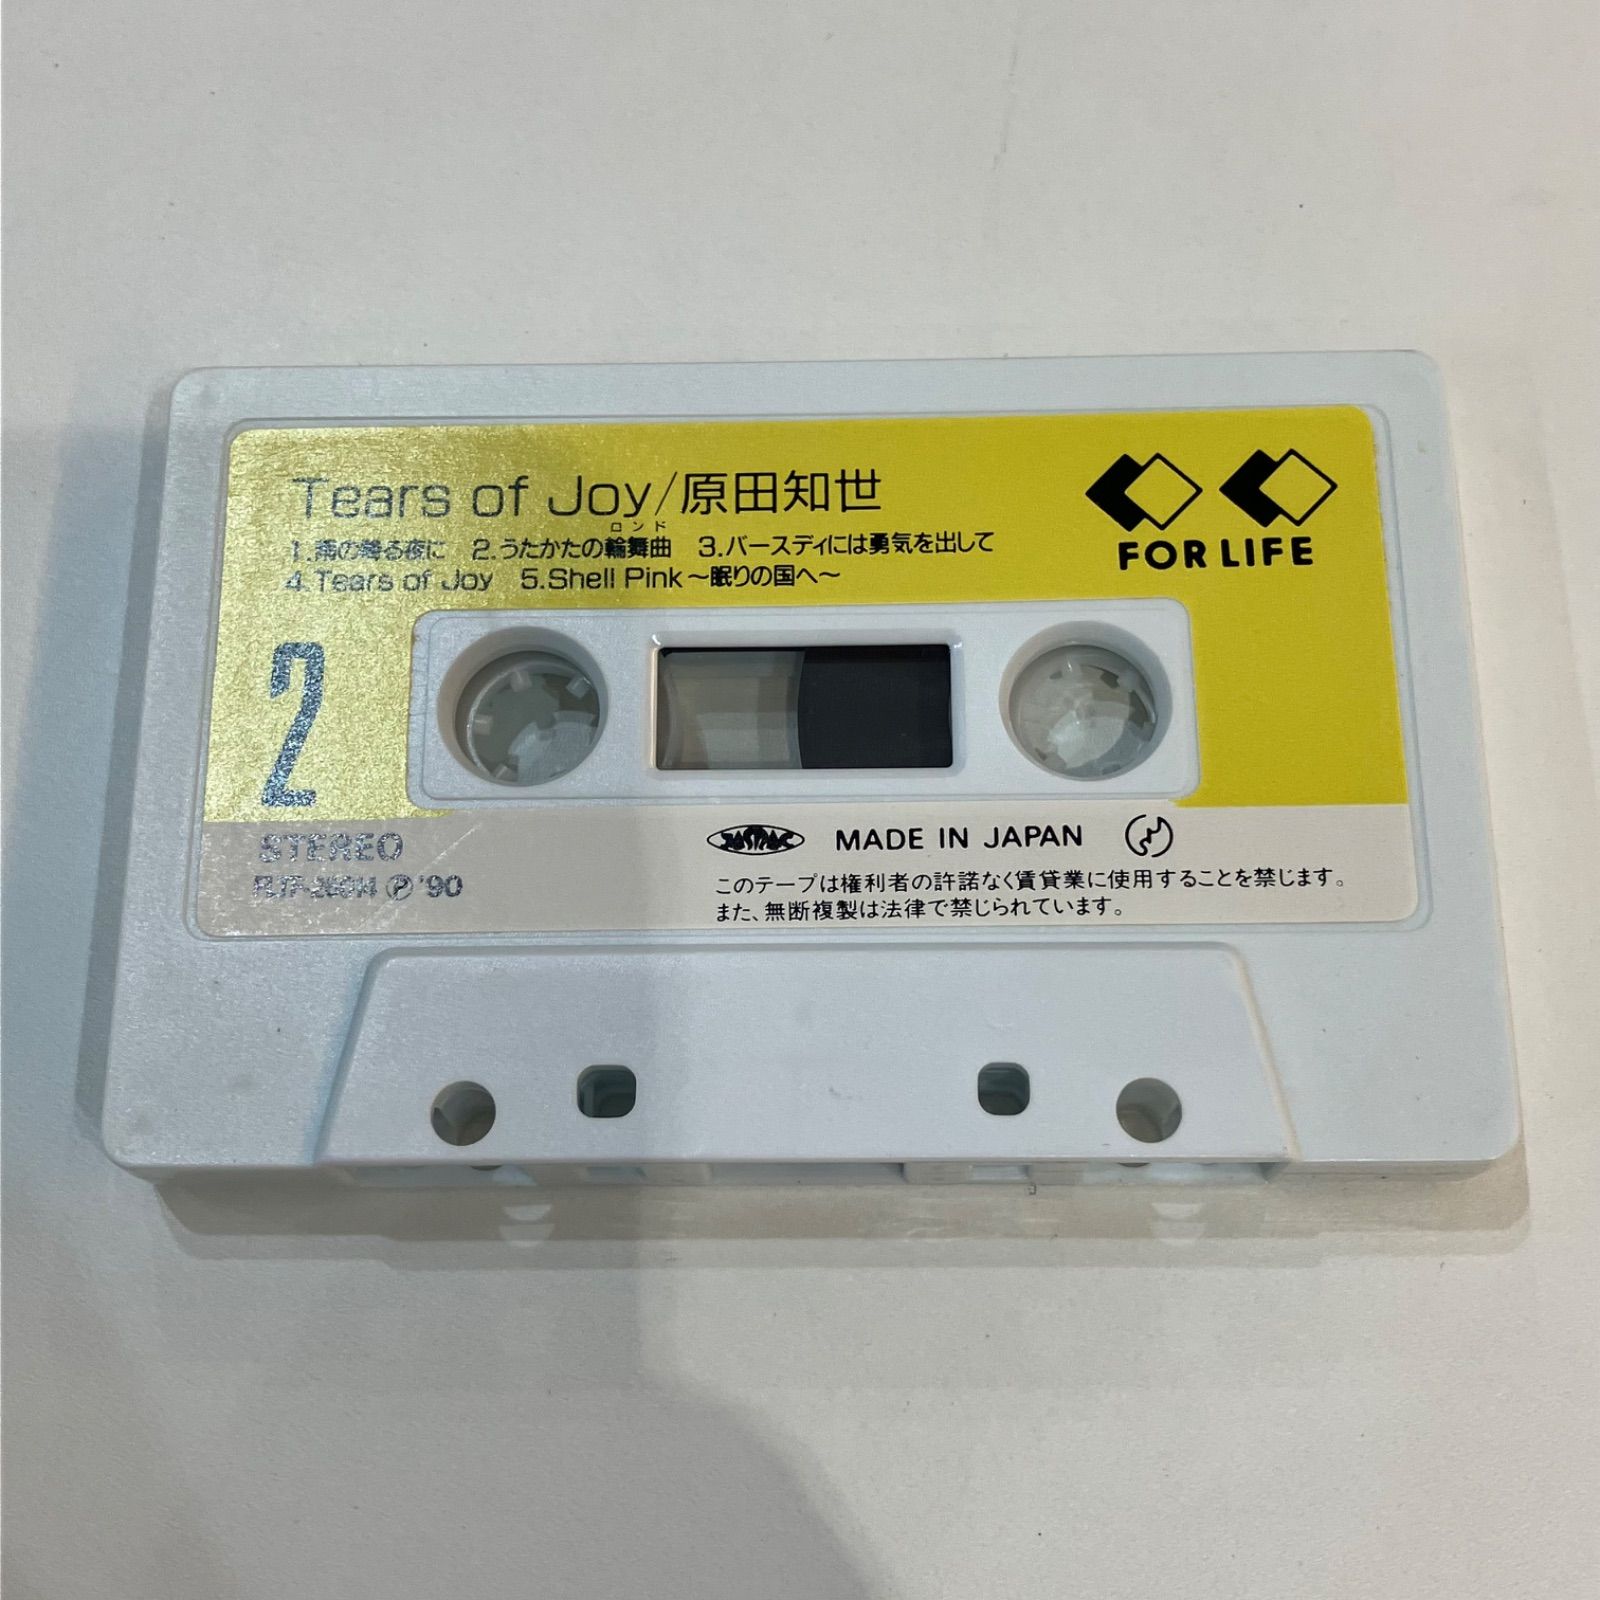 Tears of Joy/原田知世
ロンド
1.雨の降る夜に 2.うたかたの輪舞曲 3.バースディには勇気を出して
4.Tears of Joy 5.Shell Pink～眠りの国へ～
FOR LIFE
2
STEREO
JASRAC MADE IN JAPAN
FLTF-26014 Ⓟ'90
このテープは権利者の許諾なく賃貸業に使用することを禁じます。
また、無断複製は法律で禁じられています。